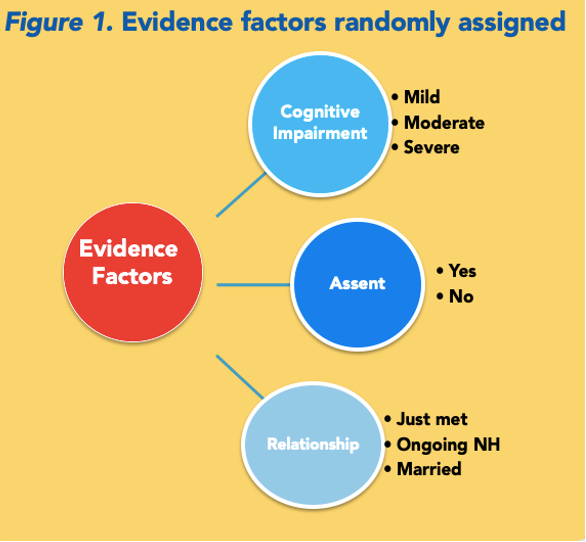 Figure 1. Evidence factors randomly assigned
Cognitive
Impairment
• Mild
• Moderate
• Severe
Evidence
Factors
Assent
• Yes
• No
Relationship
• Just met
• Ongoing NH
• Married